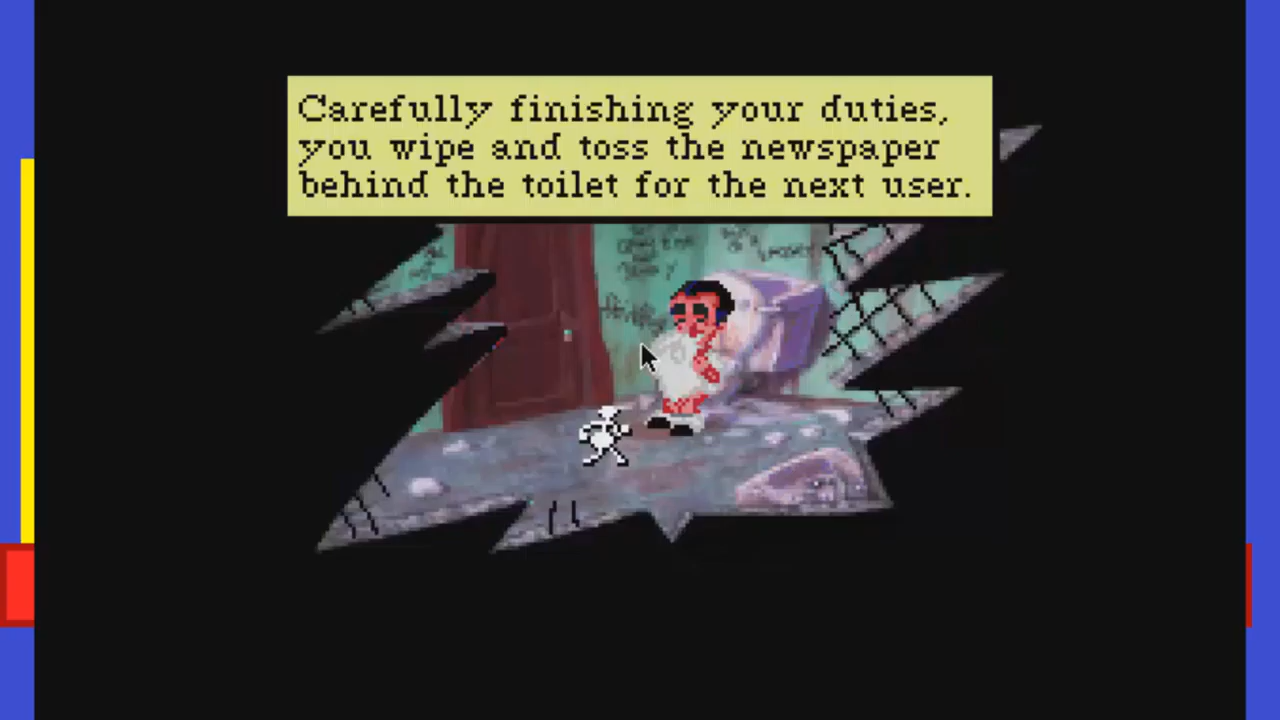 Carefully finishing your duties,
you wipe and toss the newspaper
behind the toilet for the next user.